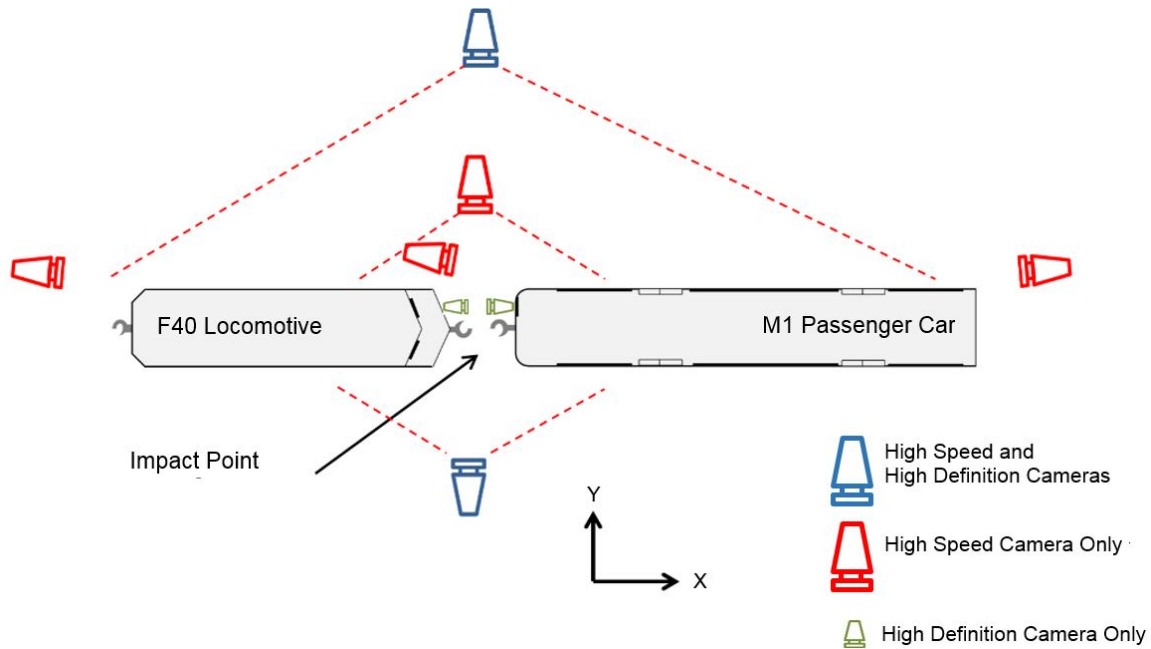 F40 Locomotive
M1 Passenger Car
Impact Point
Y
X
High Speed and
High Definition Cameras
High Speed Camera Only
High Definition Camera Only